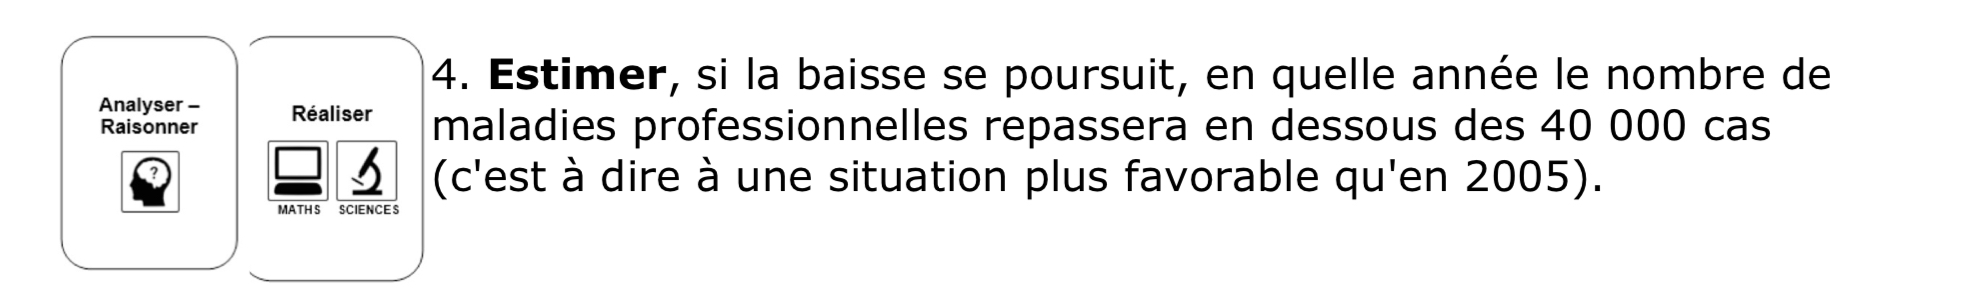 Analyser –
Raisonner
?
Réaliser
MATHS SCIENCES
4. Estimer, si la baisse se poursuit, en quelle année le nombre de
maladies professionnelles repassera en dessous des 40 000 cas
(c'est à dire à une situation plus favorable qu'en 2005).